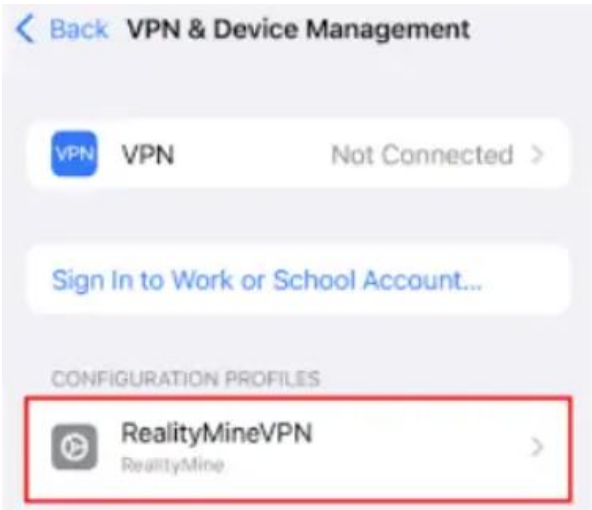 Back VPN & Device Management
VPN VPN Not Connected
Sign In to Work or School Account...
CONFIGURATION PROFILES
RealityMineVPN
RealityMine